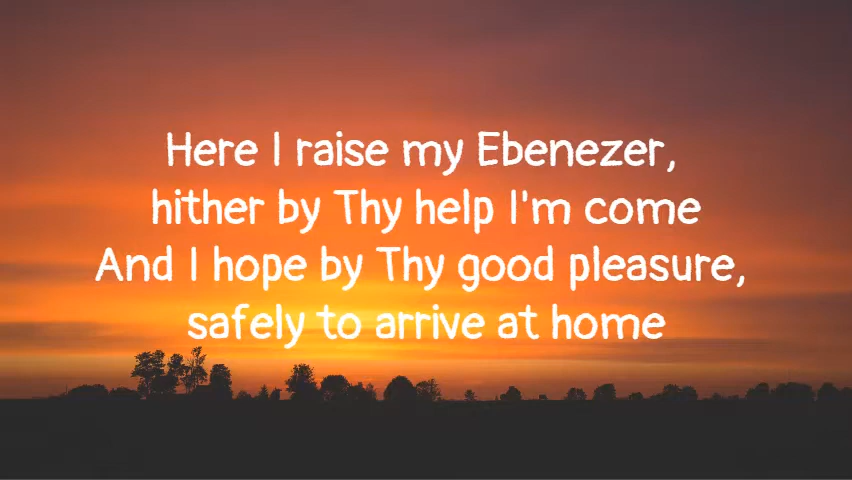 Here I raise my Ebenezer,
hither by Thy help I'm come
And I hope by Thy good pleasure,
safely to arrive at home